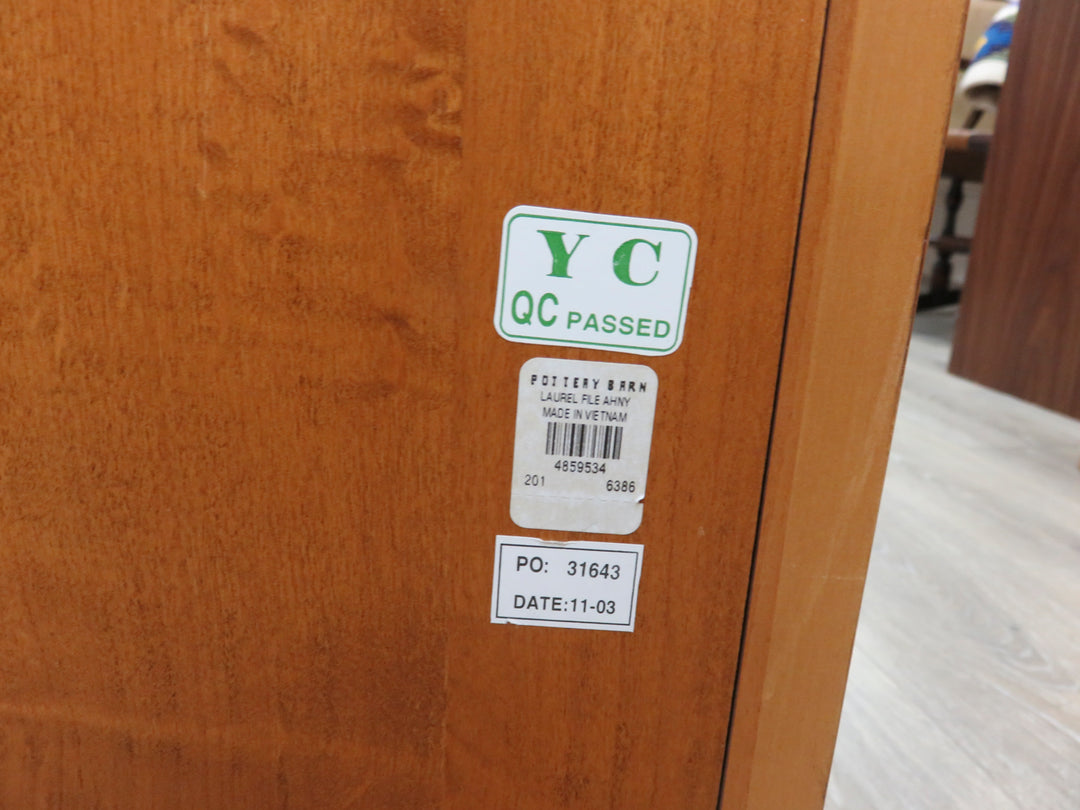 Y C
QC PASSED
POTTERY BARN
LAUREL FILE AHNY
MADE IN VIETNAM
4859534
201 6386
PO: 31643
DATE:11-03